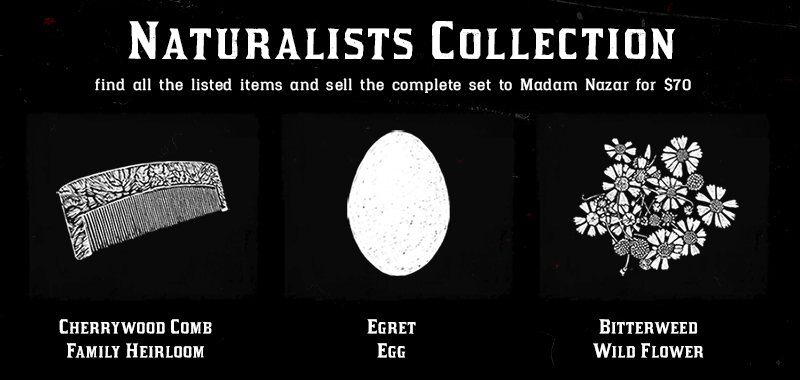 Naturalists Collection
find all the listed items and sell the complete set to Madam Nazar for $70
Cherrywood Comb
Family Heirloom
Egret
Egg
Bitterweed
Wild Flower